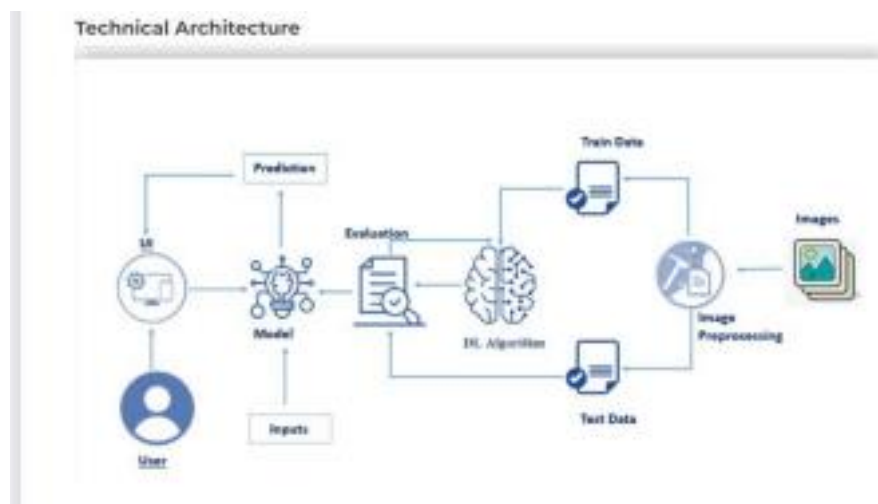 Technical Architecture
Train Data
Prediction
Images
Evaluation
UI
Image
Preprocessing
Model
DL Algorithm
Inputs
Test Data
User